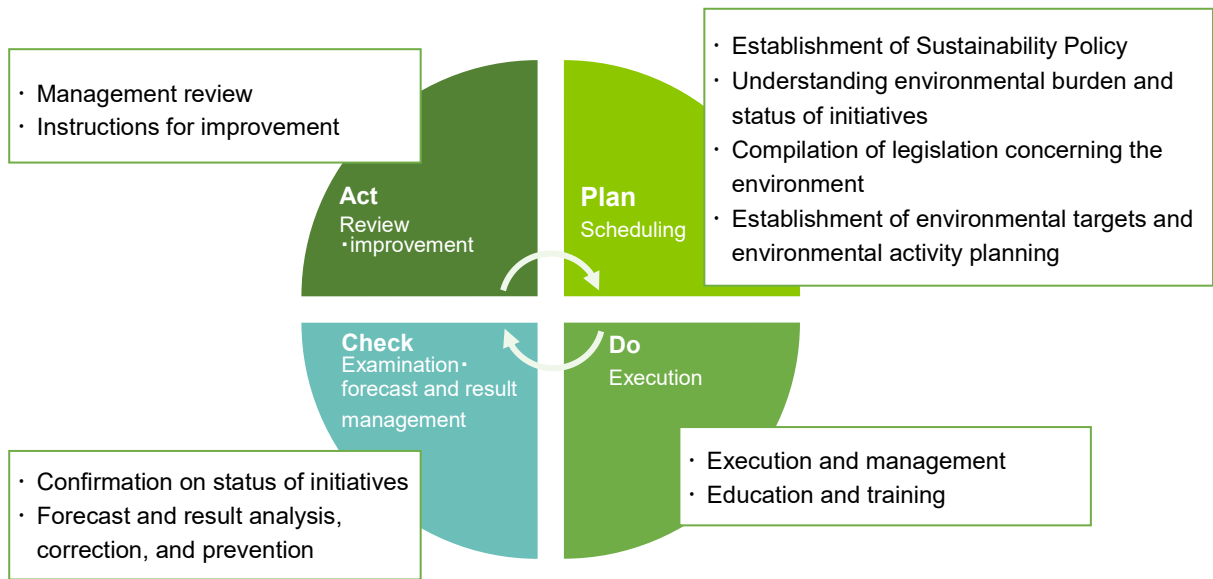 ・ Management review
・ Instructions for improvement
Act
Review
・improvement
Plan
Scheduling
・ Establishment of Sustainability Policy
・ Understanding environmental burden and
status of initiatives
・ Compilation of legislation concerning the
environment
・ Establishment of environmental targets and
environmental activity planning
Check
Examination・
forecast and result
management
Do
Execution
・ Confirmation on status of initiatives
・ Forecast and result analysis,
correction, and prevention
・ Execution and management
・ Education and training